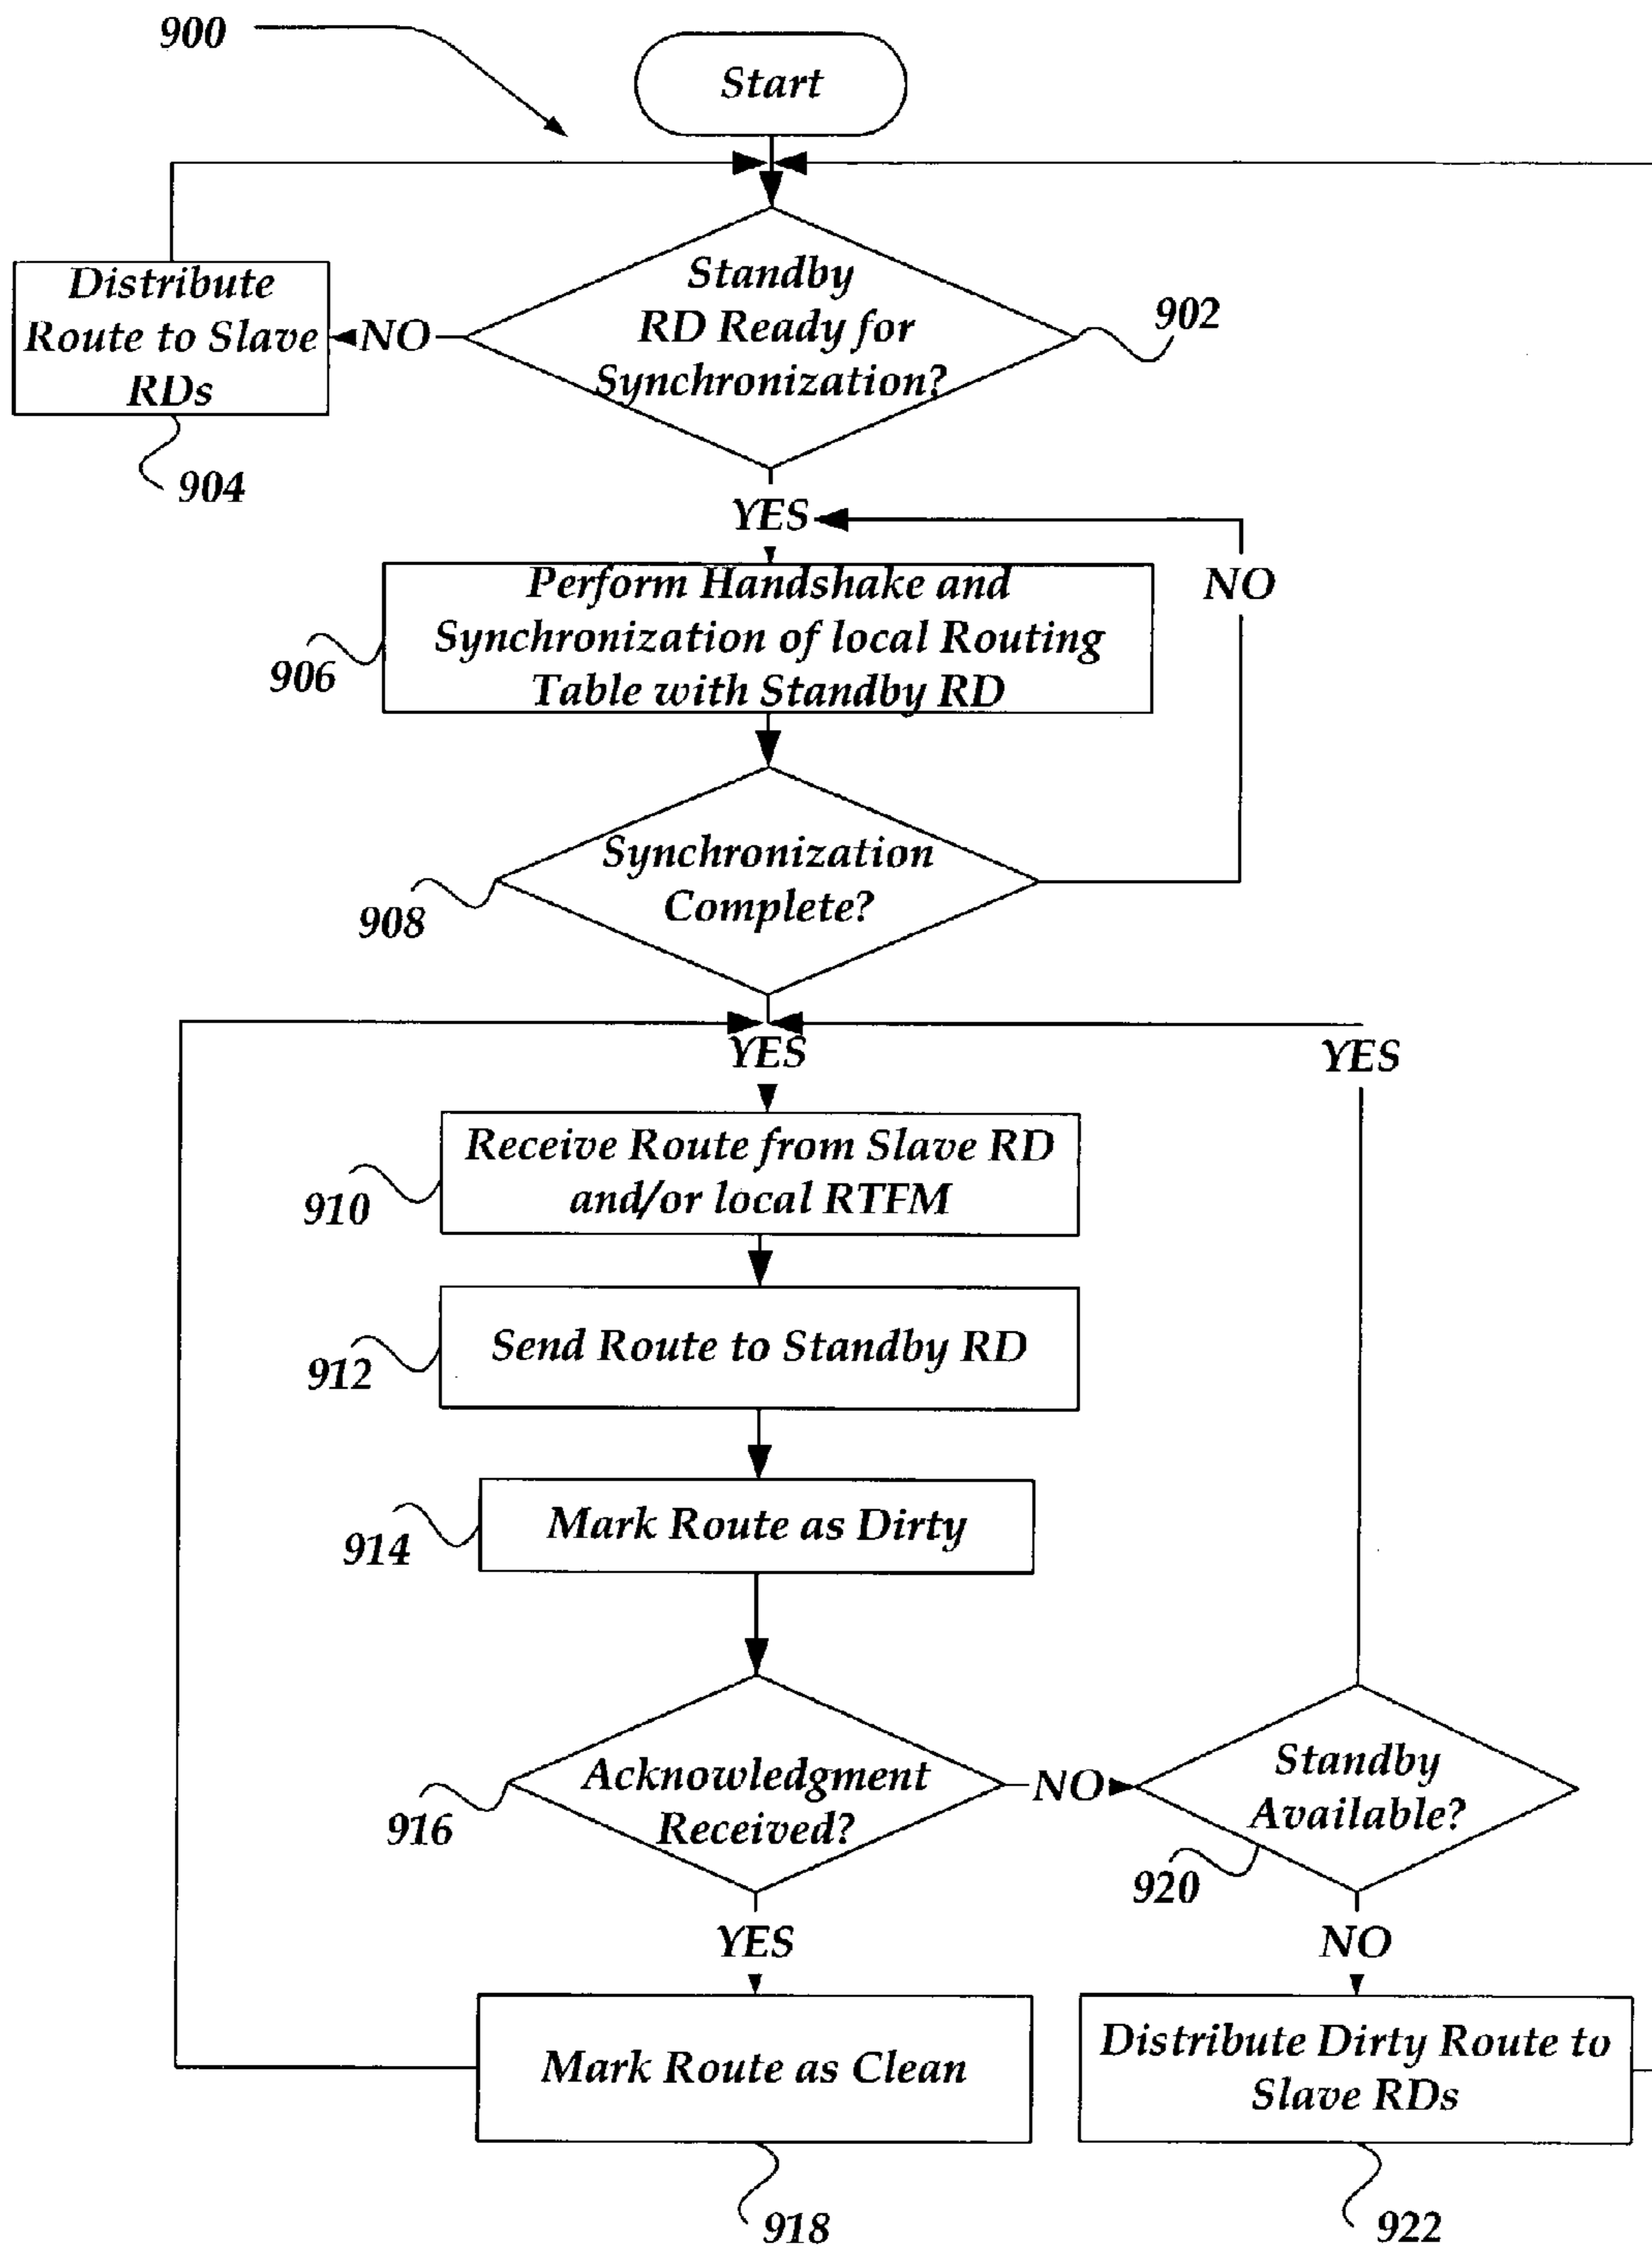 900
Start
Distribute
Route to Slave
RDs
NO
Standby
RD Ready for
Synchronization?
902
904
YES
NO
Perform Handshake and
Synchronization of local Routing
Table with Standby RD
906
Synchronization
Complete?
908
YES
YES
Receive Route from Slave RD
and/or local RTFM
910
Send Route to Standby RD
912
Mark Route as Dirty
914
Acknowledgment
Received?
916
NO
Standby
Available?
920
YES
NO
Mark Route as Clean
Distribute Dirty Route to
Slave RDs
918
922